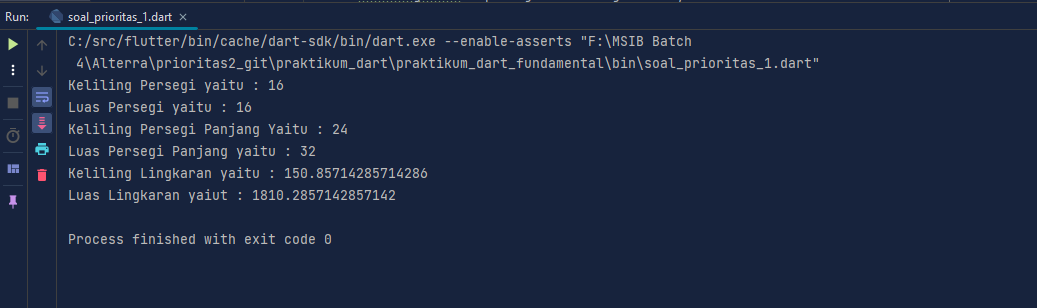 Run: soal_prioritas_1.dart
C:/src/flutter/bin/cache/dart-sdk/bin/dart.exe --enable-asserts "F:\MSIB Batch
4\Alterra\prioritas2_git\praktikum_dart\praktikum_dart_fundamental\bin\soal_prioritas_1.dart"
Keliling Persegi yaitu : 16
Luas Persegi yaitu : 16
Keliling Persegi Panjang Yaitu : 24
Luas Persegi Panjang yaitu : 32
Keliling Lingkaran yaitu : 150.85714285714286
Luas Lingkaran yaiut : 1810.2857142857142
Process finished with exit code 0